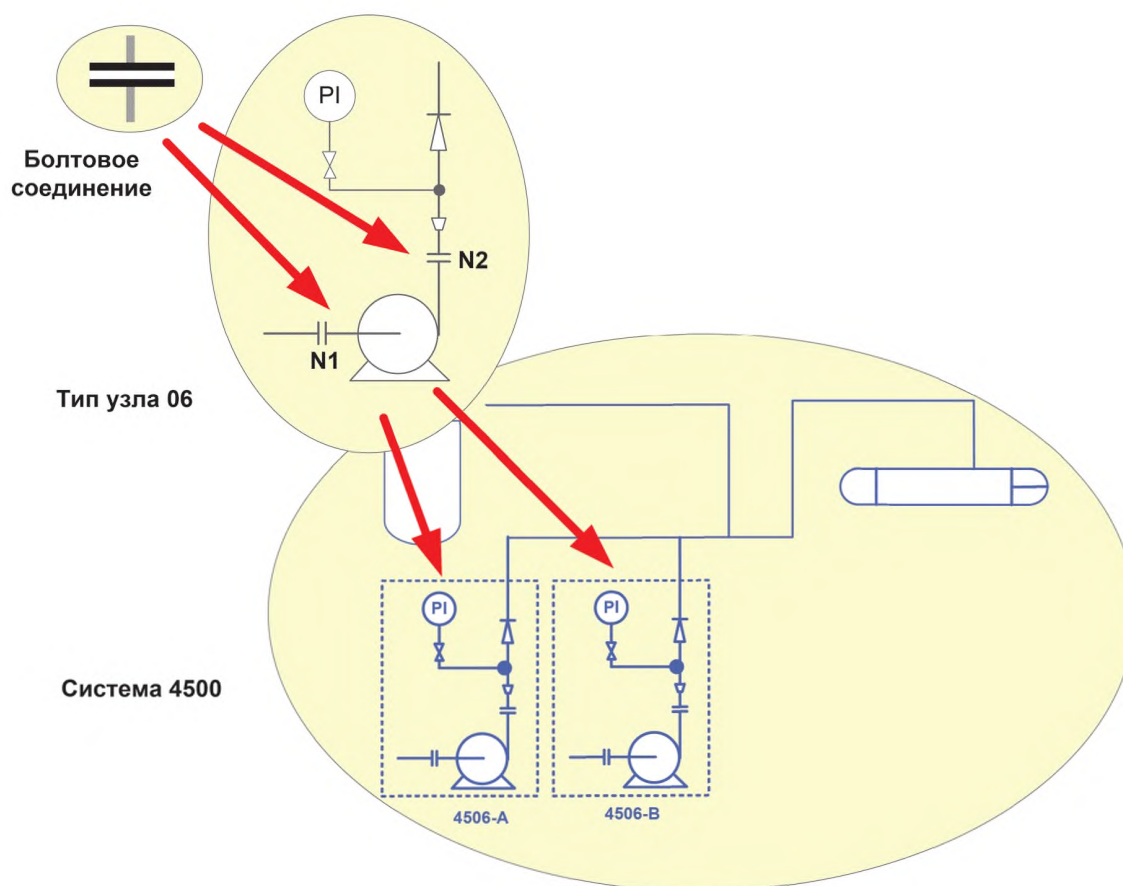 PI
Болтовое
соединение
N2
N1
Тип узла 06
PI
PI
Система 4500
4506-A
4506-B